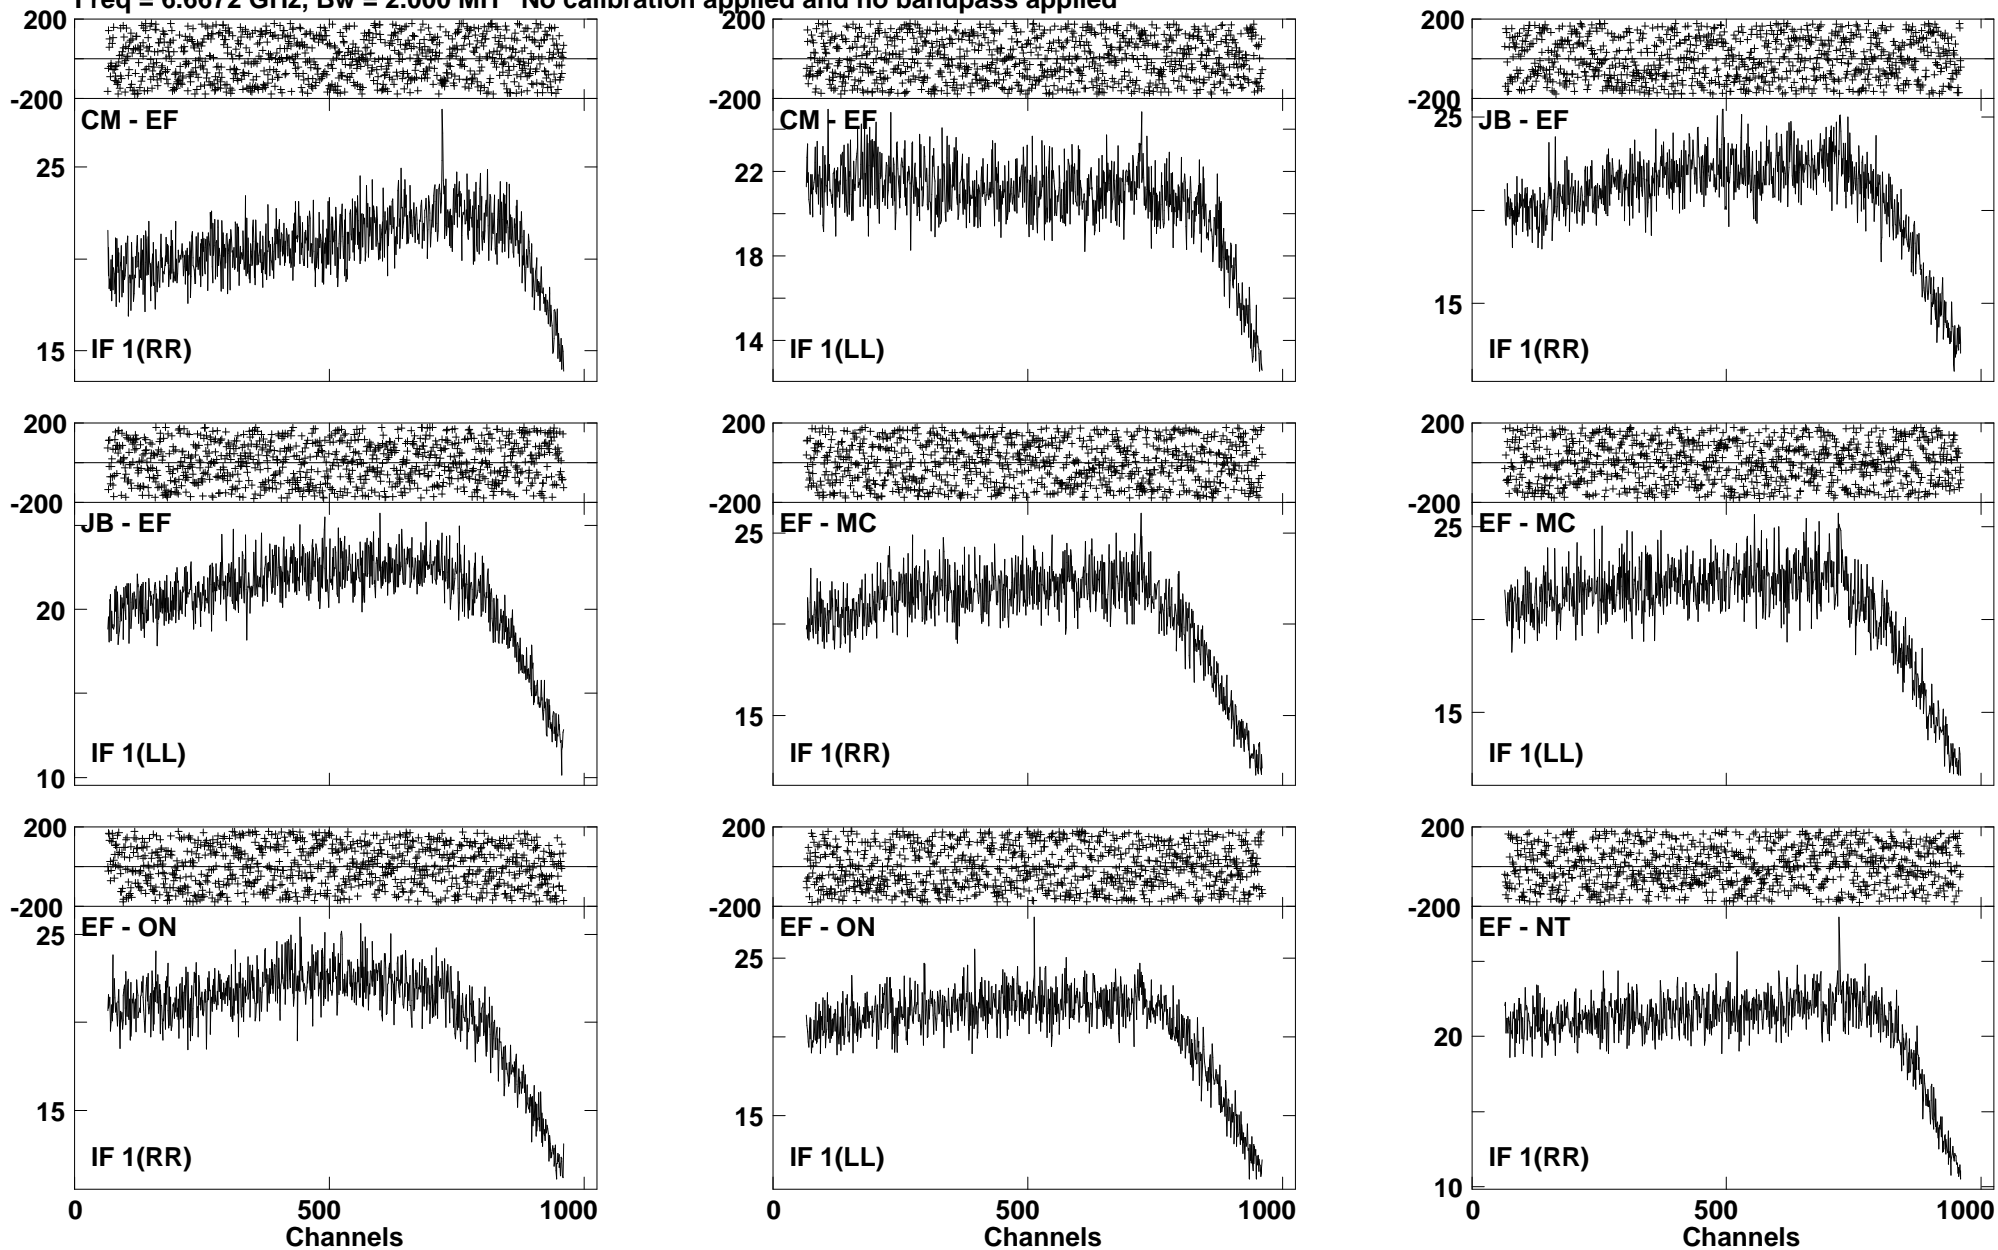 Freq = 6.6672 GHz, Bw = 2.000 MH No calibration applied and no bandpass applied
200
-200
CM - EF
25
15
IF 1(RR)
200
-200
CM - EF
22
18
14
IF 1(LL)
200
-200
JB - EF
25
15
IF 1(RR)
200
-200
JB - EF
20
10
IF 1(LL)
200
-200
EF - MC
25
15
IF 1(RR)
200
-200
EF - MC
25
15
IF 1(LL)
200
-200
EF - ON
25
15
IF 1(RR)
0 500 1000
Channels
200
-200
EF - ON
25
15
IF 1(LL)
0 500 1000
Channels
200
-200
EF - NT
20
10
IF 1(RR)
0 500 1000
Channels